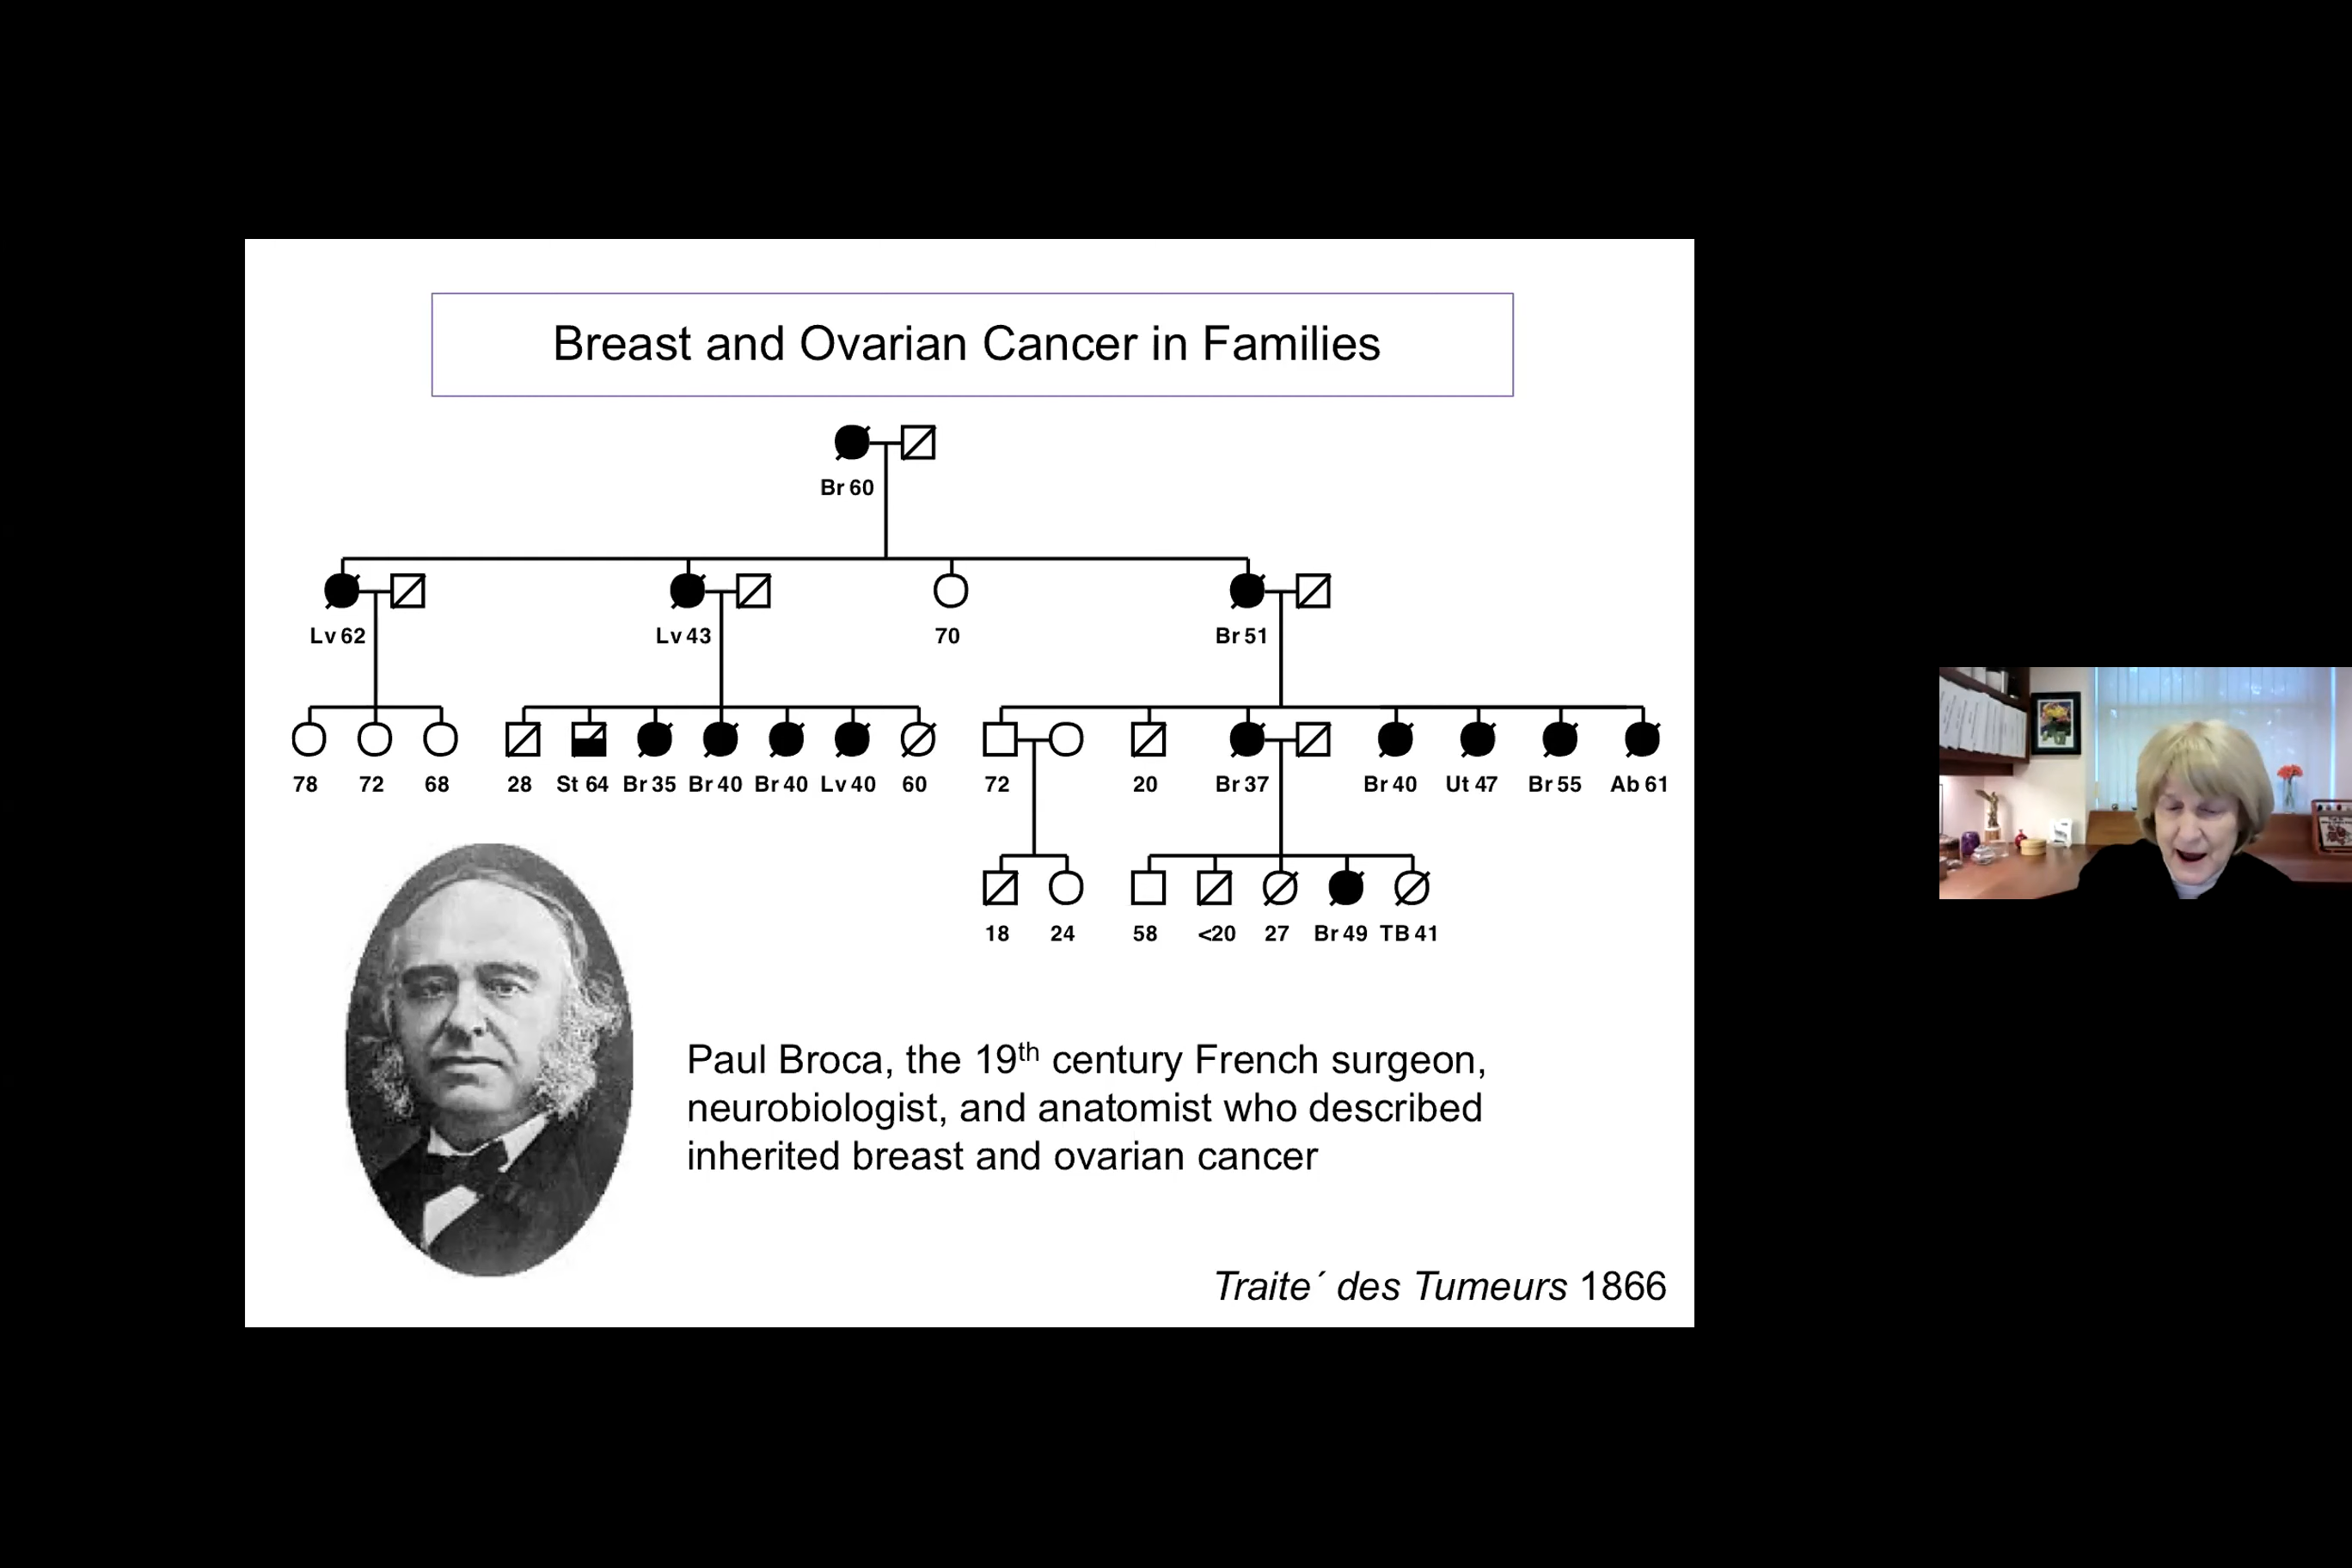 Breast and Ovarian Cancer in Families
Br 60
Lv 62 Lv 43 70 Br 51
78 72 68 28 St 64 Br 35 Br 40 Br 40 Lv 40 60 72 20 Br 37 Br 40 Ut 47 Br 55 Ab 61
18 24 58 <20 27 Br 49 TB 41
Paul Broca, the 19th century French surgeon,
neurobiologist, and anatomist who described
inherited breast and ovarian cancer
Traite´ des Tumeurs 1866